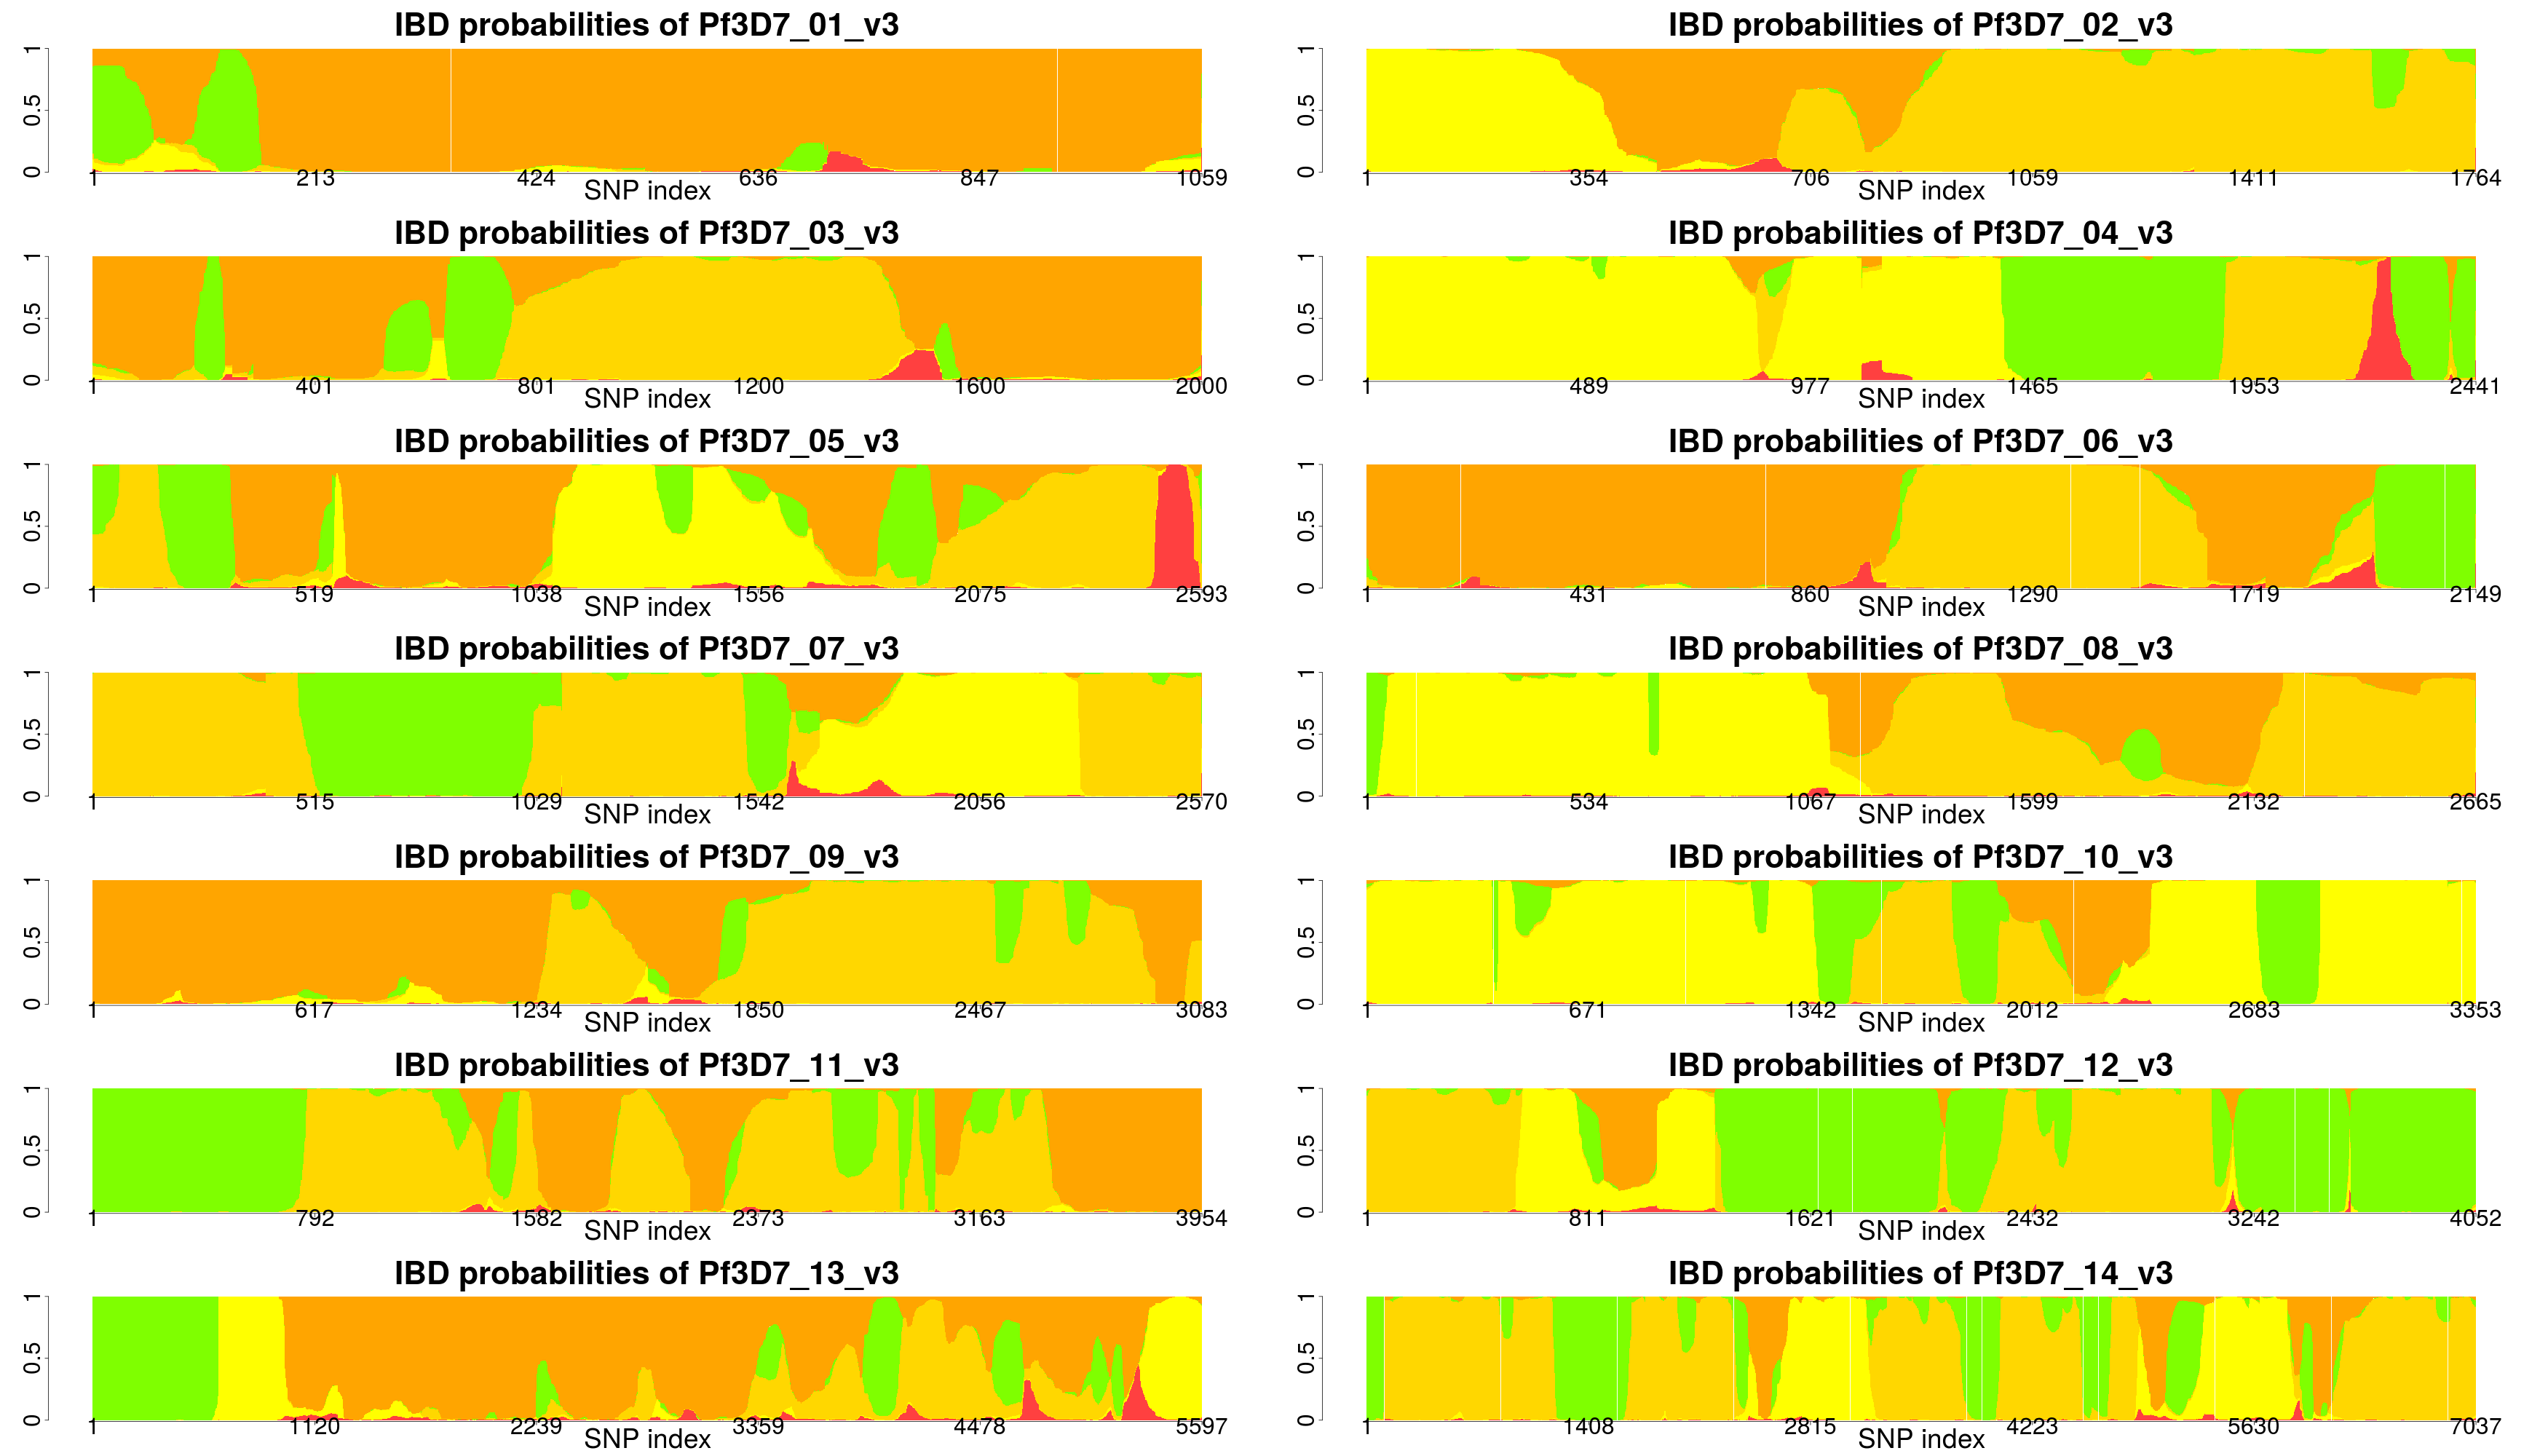 IBD probabilities of Pf3D7_01_v3
0 0.5 1
1 213 424 636 847 1059
SNP index
IBD probabilities of Pf3D7_02_v3
0 0.5 1
1 354 706 1059 1411 1764
SNP index
IBD probabilities of Pf3D7_03_v3
0 0.5 1
1 401 801 1200 1600 2000
SNP index
IBD probabilities of Pf3D7_04_v3
0 0.5 1
1 489 977 1465 1953 2441
SNP index
IBD probabilities of Pf3D7_05_v3
0 0.5 1
1 519 1038 1556 2075 2593
SNP index
IBD probabilities of Pf3D7_06_v3
0 0.5 1
1 431 860 1290 1719 2149
SNP index
IBD probabilities of Pf3D7_07_v3
0 0.5 1
1 515 1029 1542 2056 2570
SNP index
IBD probabilities of Pf3D7_08_v3
0 0.5 1
1 534 1067 1599 2132 2665
SNP index
IBD probabilities of Pf3D7_09_v3
0 0.5 1
1 617 1234 1850 2467 3083
SNP index
IBD probabilities of Pf3D7_10_v3
0 0.5 1
1 671 1342 2012 2683 3353
SNP index
IBD probabilities of Pf3D7_11_v3
0 0.5 1
1 792 1582 2373 3163 3954
SNP index
IBD probabilities of Pf3D7_12_v3
0 0.5 1
1 811 1621 2432 3242 4052
SNP index
IBD probabilities of Pf3D7_13_v3
0 0.5 1
1 1120 2239 3359 4478 5597
SNP index
IBD probabilities of Pf3D7_14_v3
0 0.5 1
1 1408 2815 4223 5630 7037
SNP index